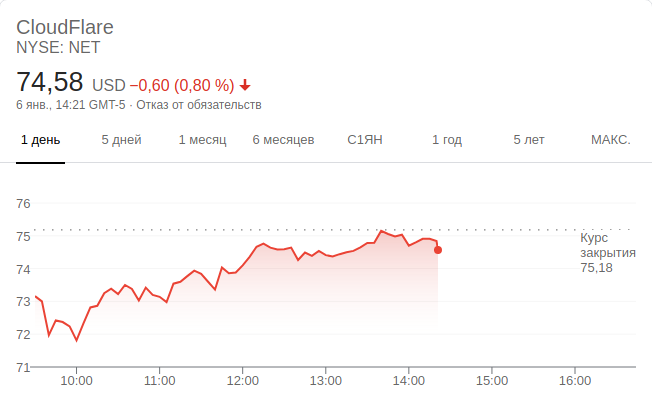 CloudFlare
NYSE: NET
74,58 USD −0,60 (0,80 %)
6 янв., 14:21 GMT-5 · Отказ от обязательств
1 день 5 дней 1 месяц 6 месяцев С1ЯН 1 год 5 лет МАКС.
76
75
Курс
закрытия
75,18
74
73
72
71
10:00 11:00 12:00 13:00 14:00 15:00 16:00